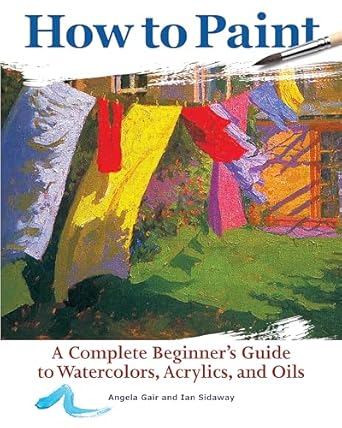 How to Paint
A Complete Beginner's Guide
to Watercolors, Acrylics, and Oils
Angela Gair and Ian Sidaway